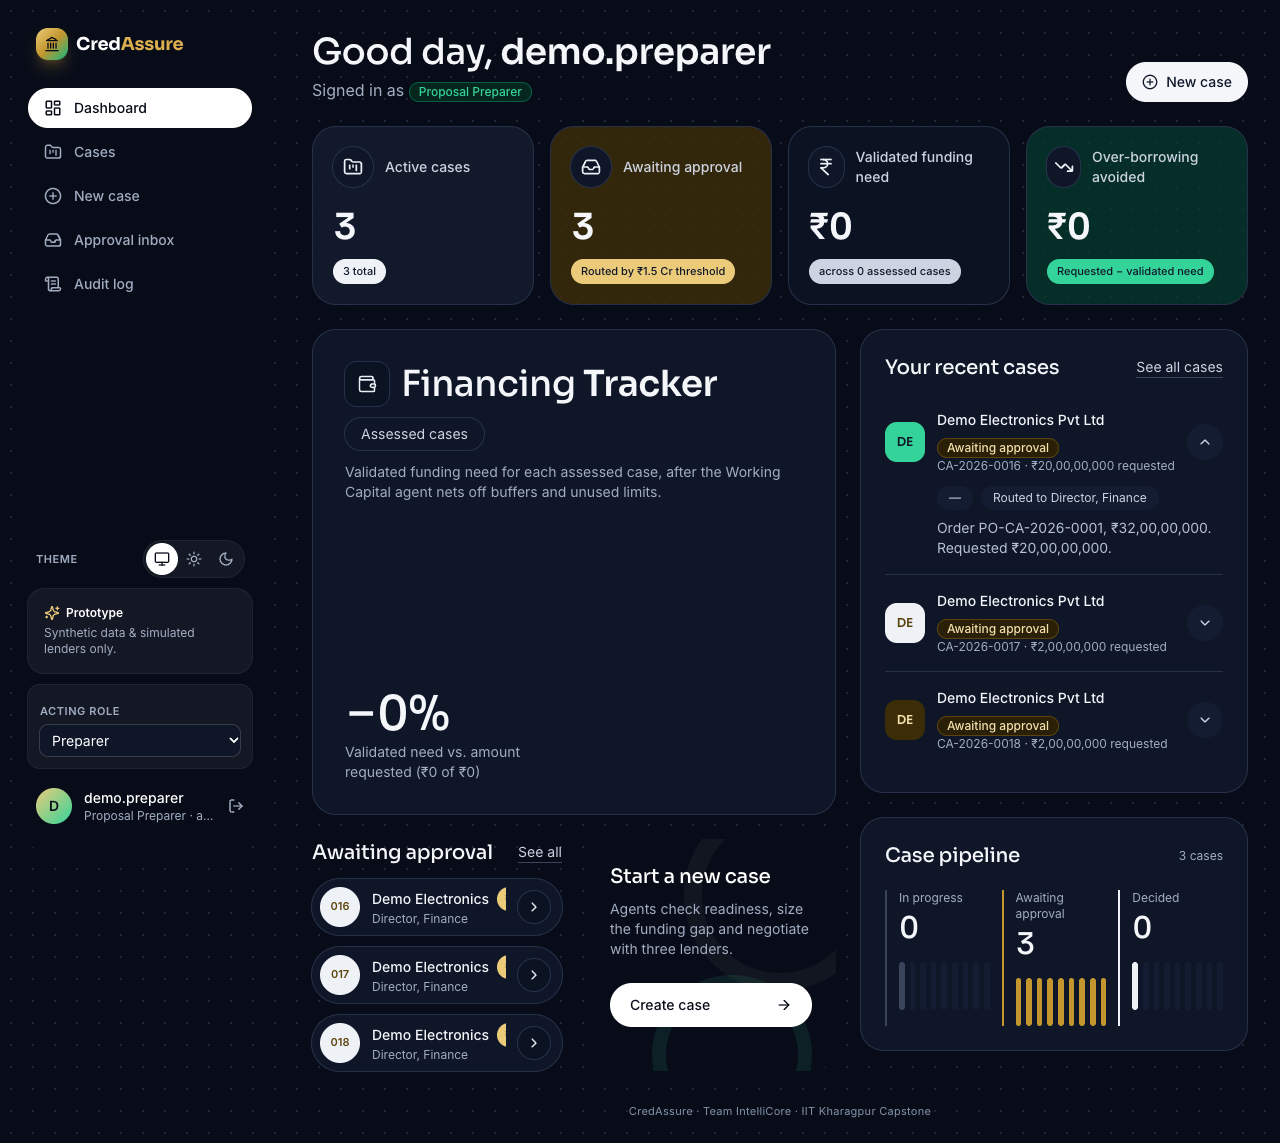 CredAssure
Dashboard
Cases
New case
Approval inbox
Audit log
THEME
Prototype
Synthetic data & simulated
lenders only.
ACTING ROLE
Preparer
D
demo.preparer
Proposal Preparer · a...
Good day, demo.preparer
Signed in as Proposal Preparer
New case
Active cases
3
3 total
Awaiting approval
3
Routed by ₹1.5 Cr threshold
Validated funding
need
₹0
across 0 assessed cases
Over-borrowing
avoided
₹0
Requested − validated need
Financing Tracker
Assessed cases
Validated funding need for each assessed case, after the Working
Capital agent nets off buffers and unused limits.
−0%
Validated need vs. amount
requested (₹0 of ₹0)
Your recent cases
See all cases
DE
Demo Electronics Pvt Ltd
Awaiting approval
CA-2026-0016 · ₹20,00,00,000 requested
—
Routed to Director, Finance
Order PO-CA-2026-0001, ₹32,00,00,000.
Requested ₹20,00,00,000.
DE
Demo Electronics Pvt Ltd
Awaiting approval
CA-2026-0017 · ₹2,00,00,000 requested
DE
Demo Electronics Pvt Ltd
Awaiting approval
CA-2026-0018 · ₹2,00,00,000 requested
Awaiting approval
See all
016
Demo Electronics
Director, Finance
017
Demo Electronics
Director, Finance
018
Demo Electronics
Director, Finance
Start a new case
Agents check readiness, size
the funding gap and negotiate
with three lenders.
Create case
Case pipeline
3 cases
In progress
0
Awaiting
approval
3
Decided
0
CredAssure · Team IntelliCore · IIT Kharagpur Capstone